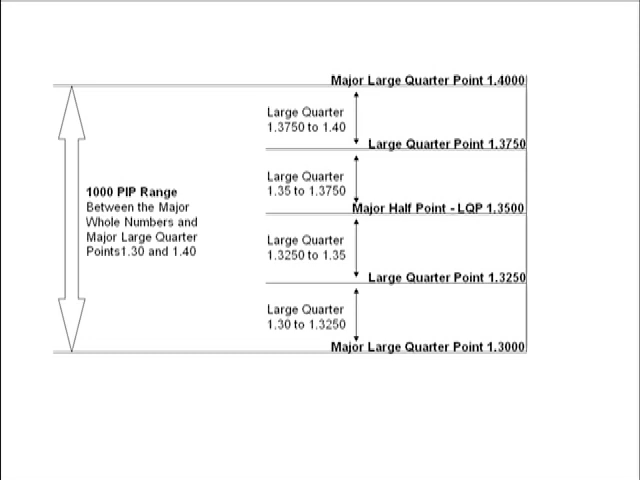 Major Large Quarter Point 1.4000
Large Quarter
1.3750 to 1.40
Large Quarter Point 1.3750
Large Quarter
1.35 to 1.3750
1000 PIP Range
Between the Major
Whole Numbers and
Major Large Quarter
Points1.30 and 1.40
Major Half Point - LQP 1.3500
Large Quarter
1.3250 to 1.35
Large Quarter Point 1.3250
Large Quarter
1.30 to 1.3250
Major Large Quarter Point 1.3000